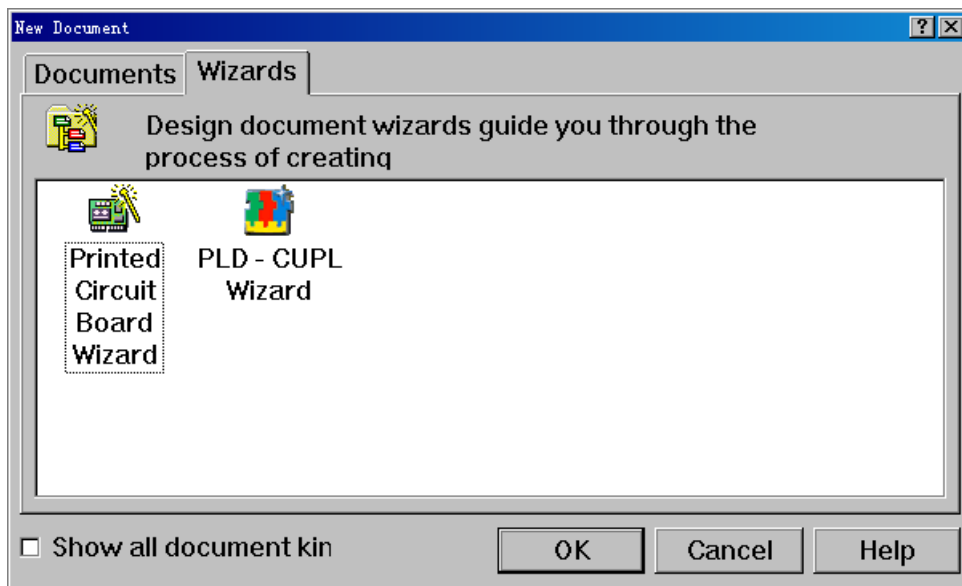 New Document
Documents
Wizards
Design document wizards guide you through the
process of creating
Printed
Circuit
Board
Wizard
PLD - CUPL
Wizard
Show all document kin
OK
Cancel
Help